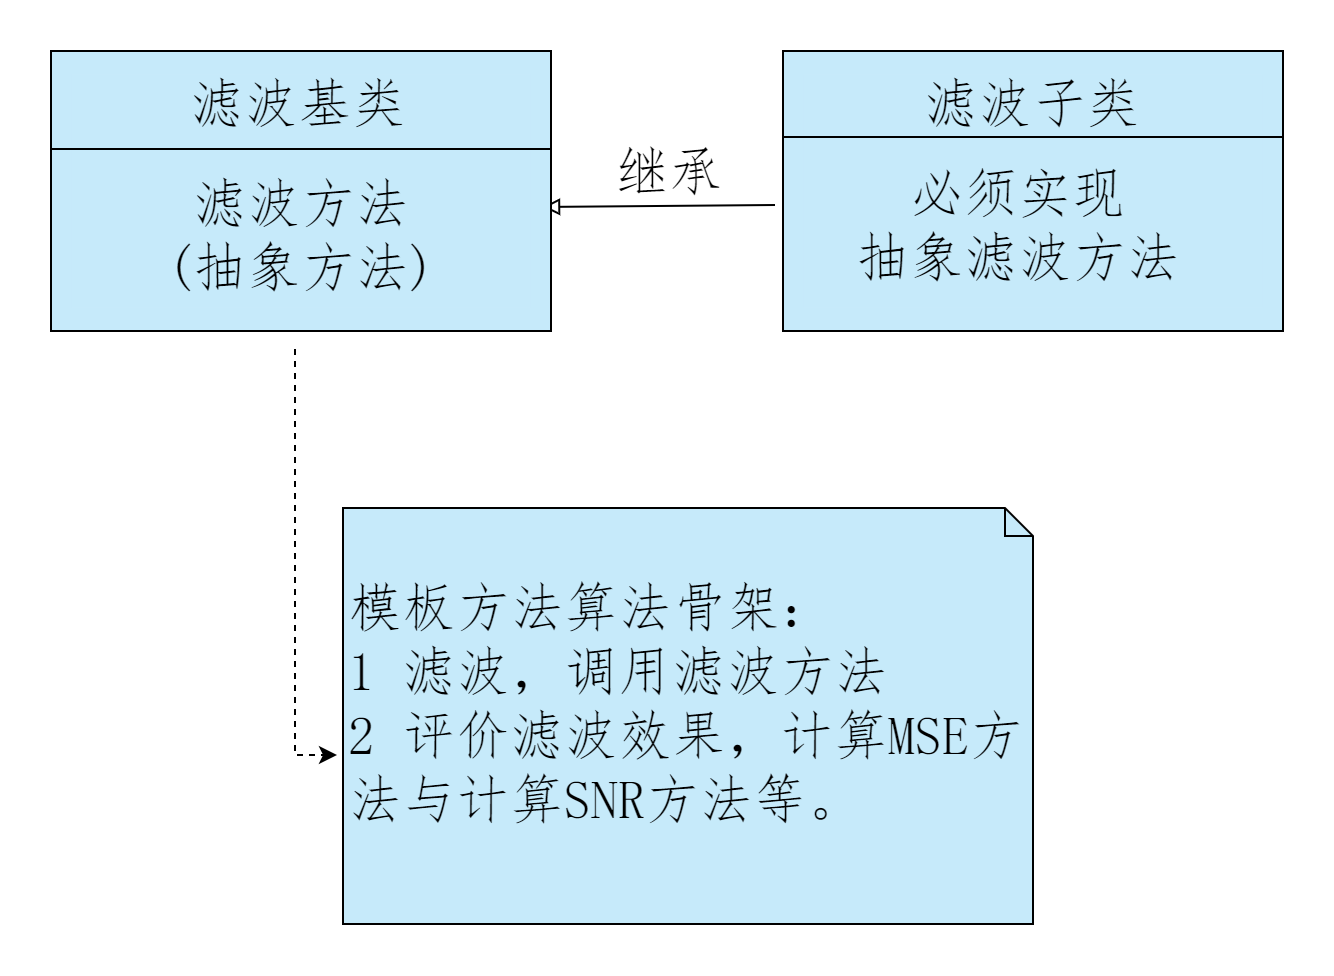 滤波基类
滤波方法
(抽象方法)
继承
滤波子类
必须实现
抽象滤波方法
模板方法算法骨架：
1 滤波，调用滤波方法
2 评价滤波效果，计算MSE方
法与计算SNR方法等。